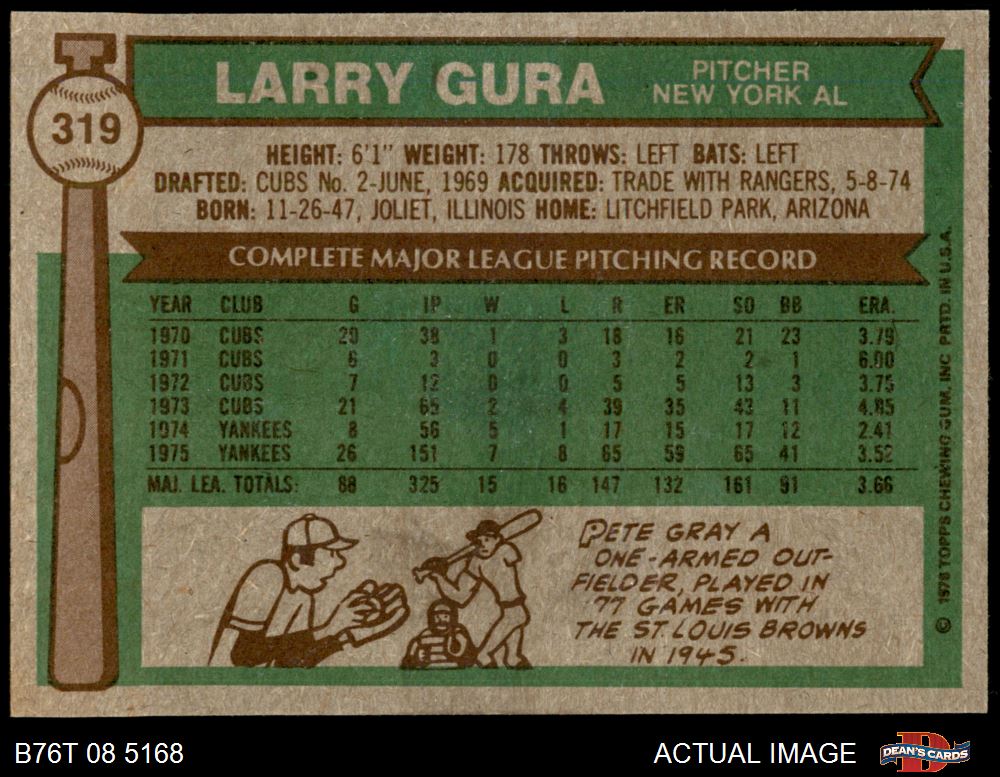 319
LARRY GURA
PITCHER
NEW YORK AL
HEIGHT: 6'1" WEIGHT: 178 THROWS: LEFT BATS: LEFT
DRAFTED: CUBS No. 2-JUNE, 1969 ACQUIRED: TRADE WITH RANGERS, 5-8-74
BORN: 11-26-47, JOLIET, ILLINOIS HOME: LITCHFIELD PARK, ARIZONA
COMPLETE MAJOR LEAGUE PITCHING RECORD
YEAR CLUB G IP W L R ER SO BB ERA.
1970 CUBS 20 38 1 3 18 16 21 23 3.79
1971 CUBS 6 3 0 0 3 2 2 1 6.00
1972 CUBS 7 12 0 0 5 5 13 3 3.75
1973 CUBS 21 65 2 4 39 35 43 11 4.85
1974 YANKEES 8 56 5 1 17 15 17 12 2.41
1975 YANKEES 26 151 7 8 65 59 65 41 3.52
MAJ. LEA. TOTALS: 88 325 15 16 147 132 161 91 3.66
PETE GRAY A
ONE-ARMED OUT-
FIELDER, PLAYED IN
77 GAMES WITH
THE ST. LOUIS BROWNS
IN 1945.
© 1976 TOPPS CHEWING GUM, INC PRTD. IN U.S.A.
B76T 08 5168
ACTUAL IMAGE
D
DEAN'S CARDS